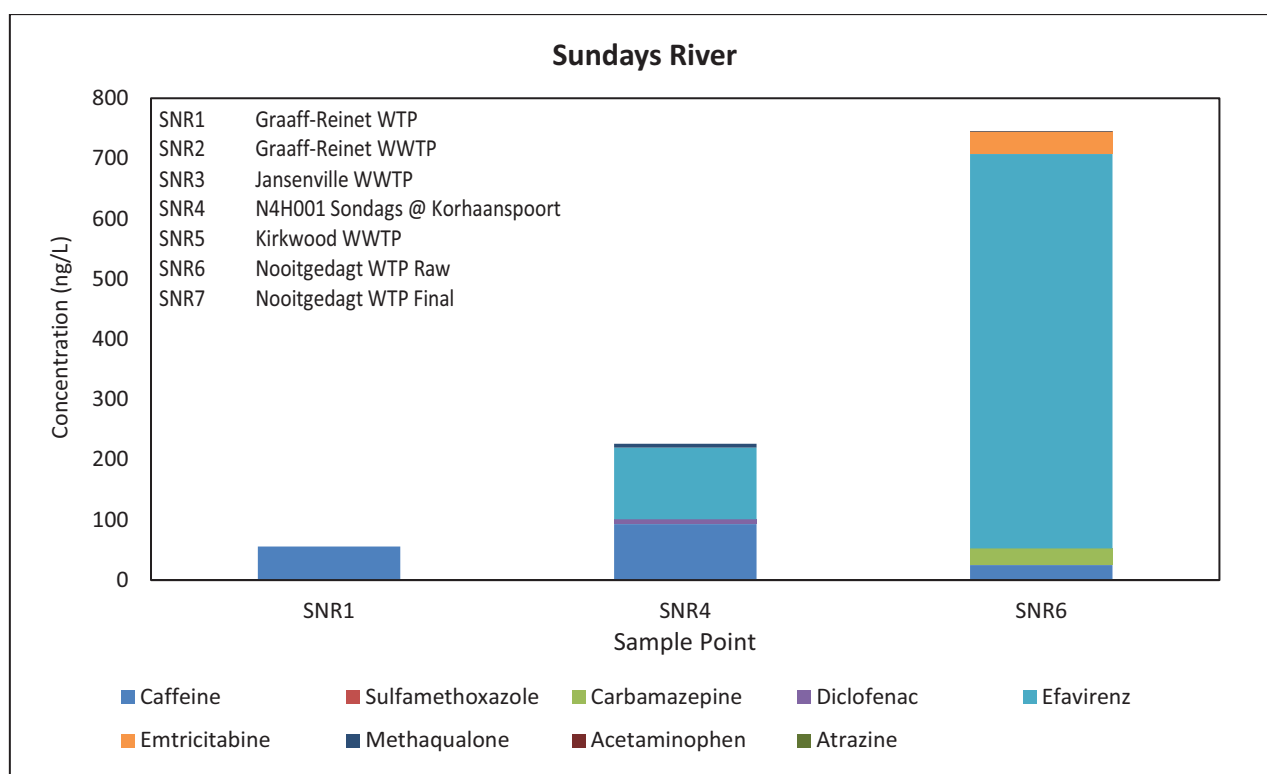 Sundays River
800
700
600
500
400
300
200
100
0
Concentration (ng/L)
SNR1 Graaff-Reinet WTP
SNR2 Graaff-Reinet WWTP
SNR3 Jansenville WWTP
SNR4 N4H001 Sondags @ Korhaanspoort
SNR5 Kirkwood WWTP
SNR6 Nooitgedagt WTP Raw
SNR7 Nooitgedagt WTP Final
SNR1 SNR4 SNR6
Sample Point
Caffeine Sulfamethoxazole Carbamazepine Diclofenac Efavirenz
Emtricitabine Methaqualone Acetaminophen Atrazine